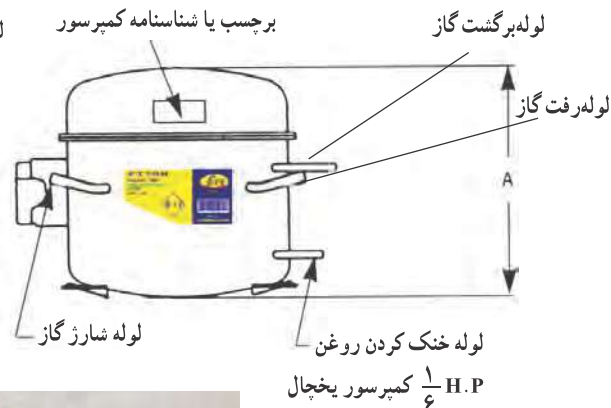 برچسب یا شناسنامه کمپرسور
لوله‌برگشت گاز
لوله‌رفت گاز
A
لوله شارژ گاز
لوله خنک کردن روغن
کمپرسور یخچال ۱/۶ H.P